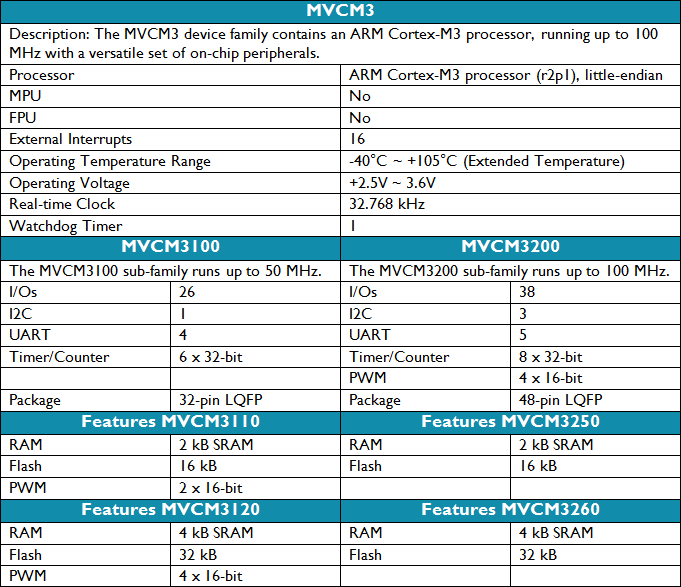 MVCM3
Description: The MVCM3 device family contains an ARM Cortex-M3 processor, running up to 100
MHz with a versatile set of on-chip peripherals.
Processor ARM Cortex-M3 processor (r2p1), little-endian
MPU No
FPU No
External Interrupts 16
Operating Temperature Range -40°C ~ +105°C (Extended Temperature)
Operating Voltage +2.5V ~ 3.6V
Real-time Clock 32.768 kHz
Watchdog Timer 1
MVCM3100 MVCM3200
The MVCM3100 sub-family runs up to 50 MHz. The MVCM3200 sub-family runs up to 100 MHz.
I/Os 26 I/Os 38
I2C 1 I2C 3
UART 4 UART 5
Timer/Counter 6 x 32-bit Timer/Counter 8 x 32-bit
PWM 4 x 16-bit
Package 32-pin LQFP Package 48-pin LQFP
Features MVCM3110 Features MVCM3250
RAM 2 kB SRAM RAM 2 kB SRAM
Flash 16 kB Flash 16 kB
PWM 2 x 16-bit
Features MVCM3120 Features MVCM3260
RAM 4 kB SRAM RAM 4 kB SRAM
Flash 32 kB Flash 32 kB
PWM 4 x 16-bit